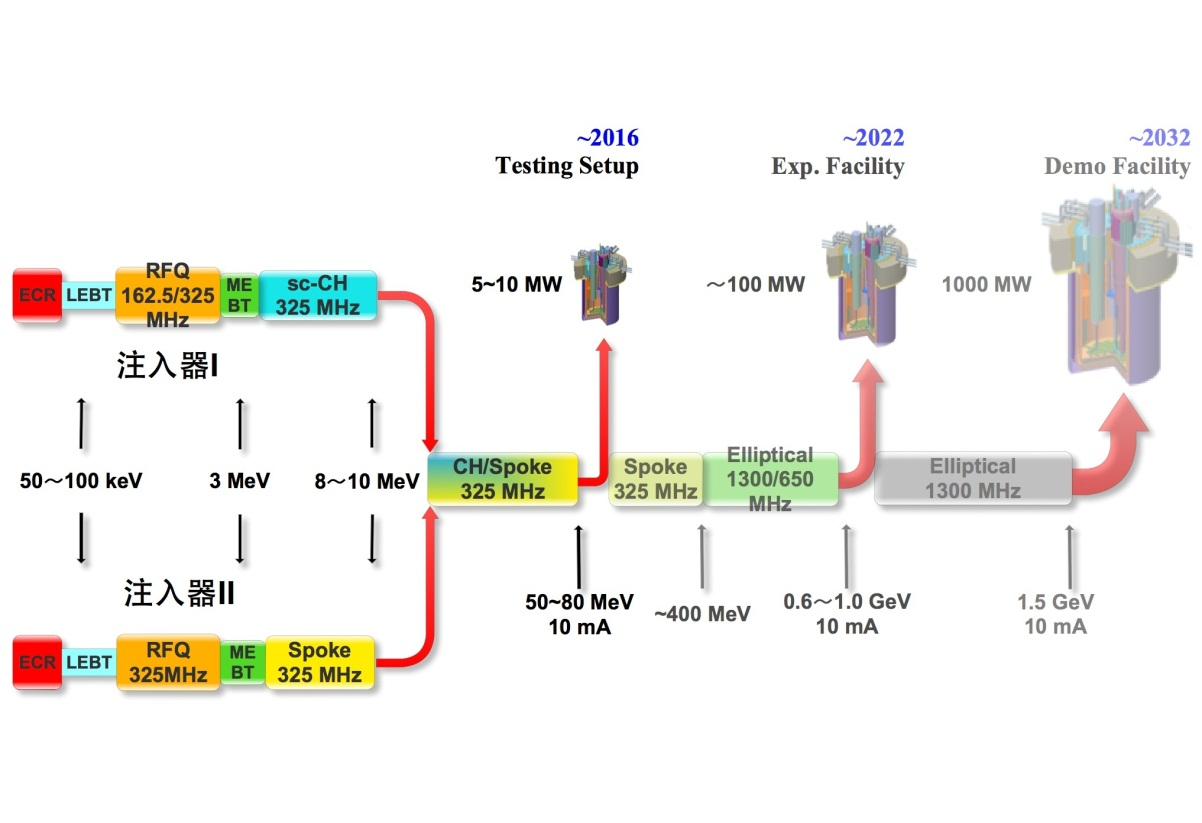 ~2016
Testing Setup
~2022
Exp. Facility
~2032
Demo Facility
5~10 MW
～100 MW
1000 MW
ECR
LEBT
RFQ
162.5/325
MHz
ME
BT
sc-CH
325 MHz
注入器I
50～100 keV
3 MeV
8～10 MeV
CH/Spoke
325 MHz
Spoke
325 MHz
Elliptical
1300/650
MHz
Elliptical
1300 MHz
注入器II
50~80 MeV
10 mA
~400 MeV
0.6～1.0 GeV
10 mA
1.5 GeV
10 mA
ECR
LEBT
RFQ
325MHz
ME
BT
Spoke
325 MHz